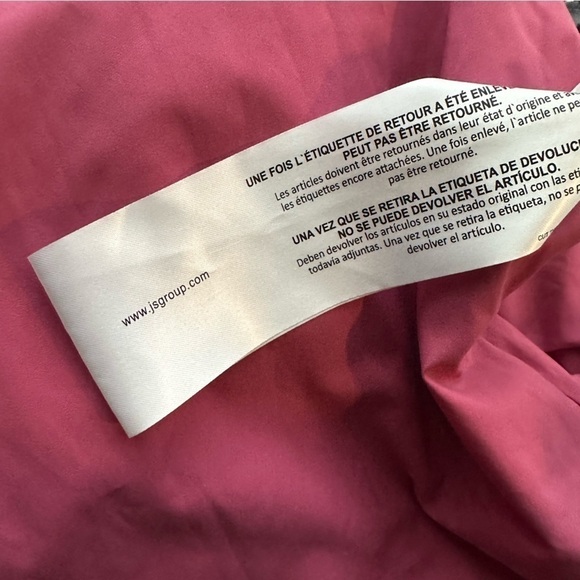 UNE FOIS L'ÉTIQUETTE DE RETOUR A ÉTÉ
PEUT PAS ÊTRE RETOURNÉ.
Les articles doivent être retournés dans leur état d'origine et
les étiquettes encore attachées. Une fois enlevé, l'article ne
pas être retourné.
UNA VEZ QUE SE RETIRA LA ETIQUETA DE
NO SE PUEDE DEVOLVER EL ARTÍCULO.
Deben devolver los artículos en su estado original con las
todavia adjuntas. Una vez que se retira la etiqueta, no se
devolver el artículo.
www.jsgroup.com